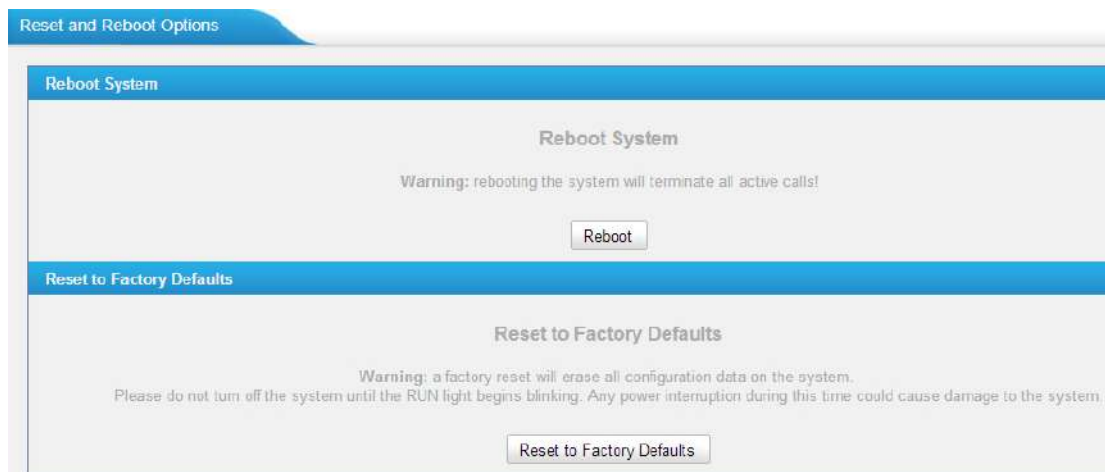 Reset and Reboot Options
Reboot System
Reboot System
Warning: rebooting the system will terminate all active calls!
Reboot
Reset to Factory Defaults
Reset to Factory Defaults
Warning: a factory reset will erase all configuration data on the system.
Please do not turn off the system until the RUN light begins blinking. Any power interruption during this time could cause damage to the system.
Reset to Factory Defaults